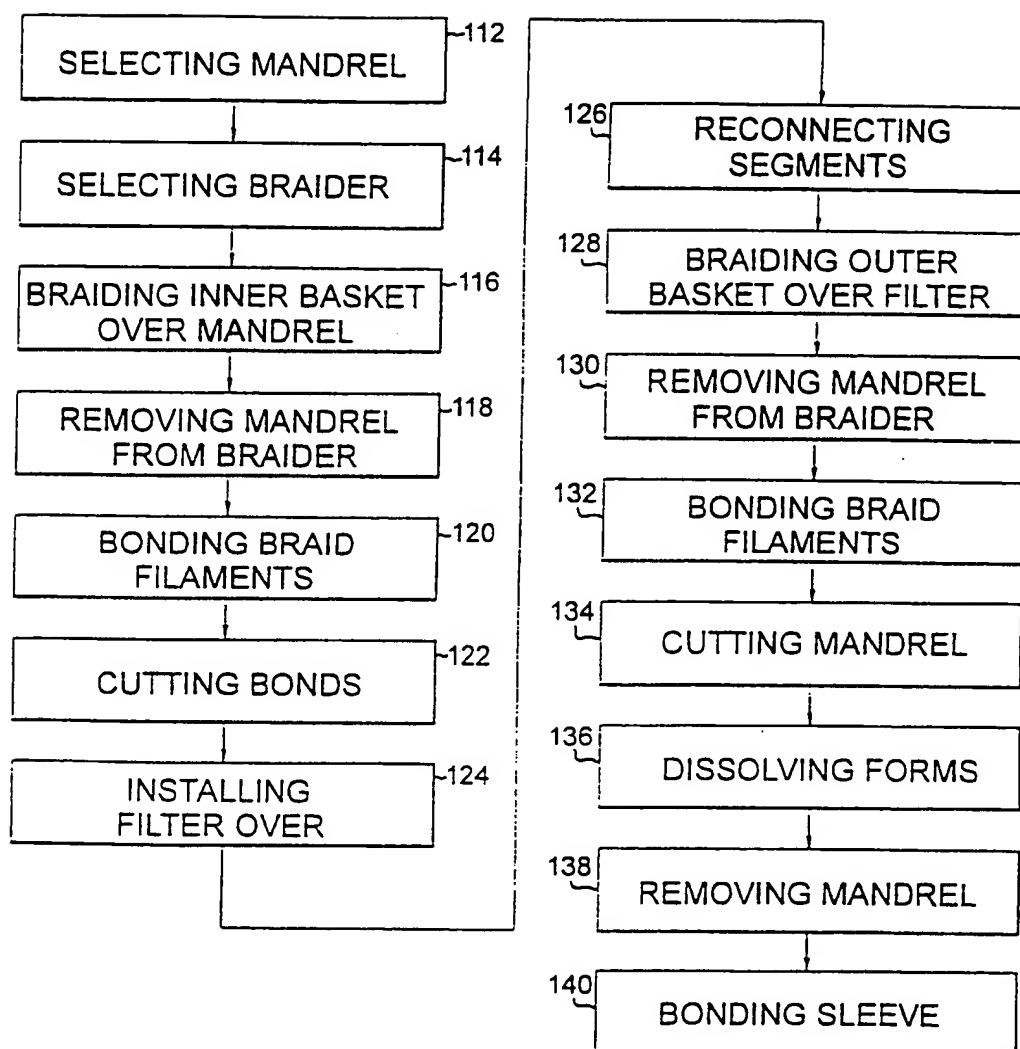 112
SELECTING MANDREL
114
SELECTING BRAIDER
116
BRAIDING INNER BASKET
OVER MANDREL
118
REMOVING MANDREL
FROM BRAIDER
120
BONDING BRAID
FILAMENTS
122
CUTTING BONDS
124
INSTALLING
FILTER OVER
126
RECONNECTING
SEGMENTS
128
BRAIDING OUTER
BASKET OVER FILTER
130
REMOVING MANDREL
FROM BRAIDER
132
BONDING BRAID
FILAMENTS
134
CUTTING MANDREL
136
DISSOLVING FORMS
138
REMOVING MANDREL
140
BONDING SLEEVE